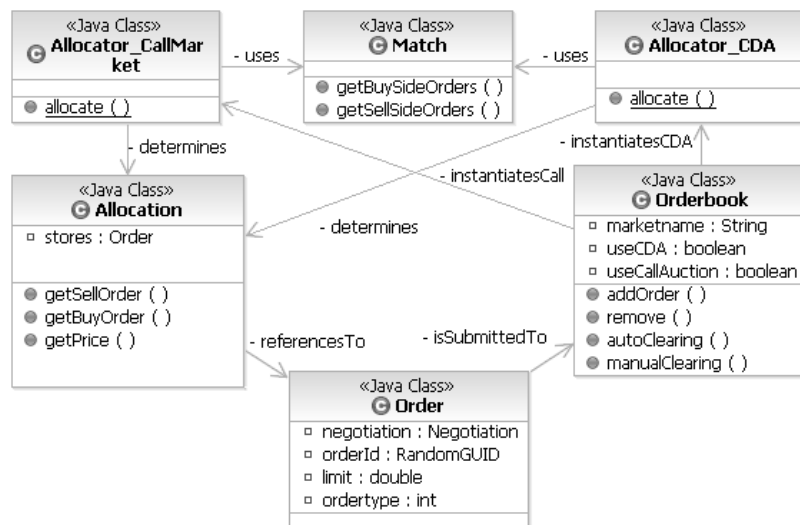 «Java Class»
Allocator_CallMar
ket
allocate ( )
- uses
«Java Class»
Match
getBuySideOrders ( )
getSellSideOrders ( )
- uses
«Java Class»
Allocator_CDA
allocate ( )
- determines
- instantiatesCDA
- instantiatesCall
- determines
«Java Class»
Allocation
stores : Order
getSellOrder ( )
getBuyOrder ( )
getPrice ( )
«Java Class»
Orderbook
marketname : String
useCDA : boolean
useCallAuction : boolean
addOrder ( )
remove ( )
autoClearing ( )
manualClearing ( )
- referencesTo
- isSubmittedTo
«Java Class»
Order
negotiation : Negotiation
orderId : RandomGUID
limit : double
ordertype : int